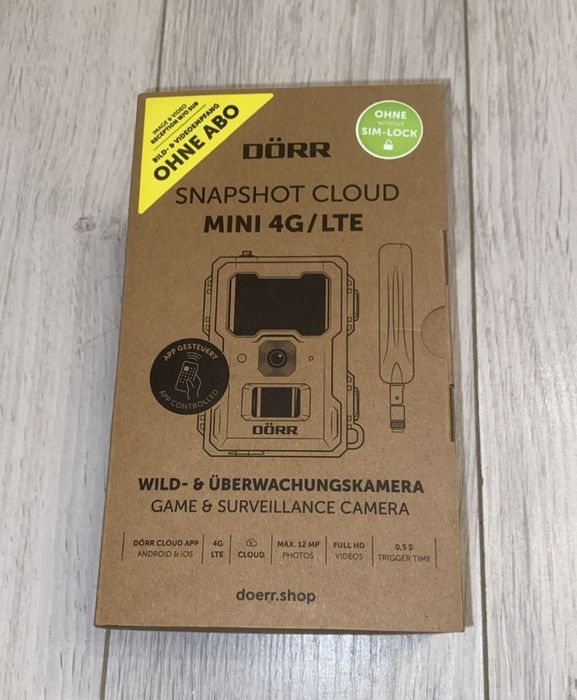 IMAGE & VIDEO
RECEPTION W/O SUB
BILD- & VIDEOEMPFANG
OHNE ABO
OHNE
WITHOUT
SIM-LOCK
DÖRR
SNAPSHOT CLOUD
MINI 4G/LTE
APP GESTEUERT
APP CONTROLLED
DÖRR
WILD- & ÜBERWACHUNGSKAMERA
GAME & SURVEILLANCE CAMERA
DÖRR CLOUD APP
ANDROID & iOS
4G
LTE
CLOUD
MAX. 12 MP
PHOTOS
FULL HD
VIDEOS
0,5 S
TRIGGER TIME
doerr.shop